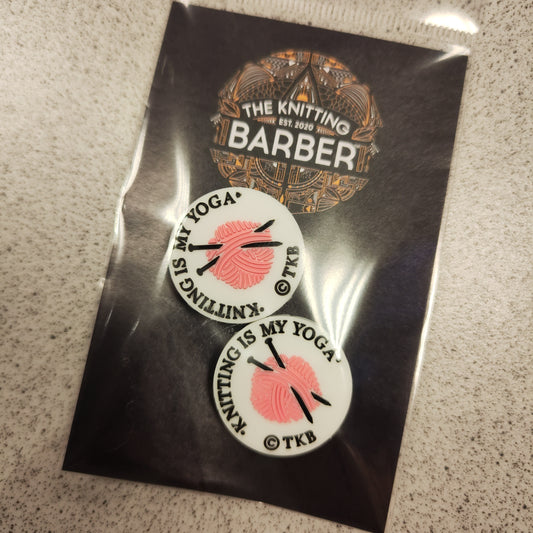 THE KNITTING
EST. 2020
BARBER
•KNITTING IS MY YOGA•
©TKB
•KNITTING IS MY YOGA•
©TKB